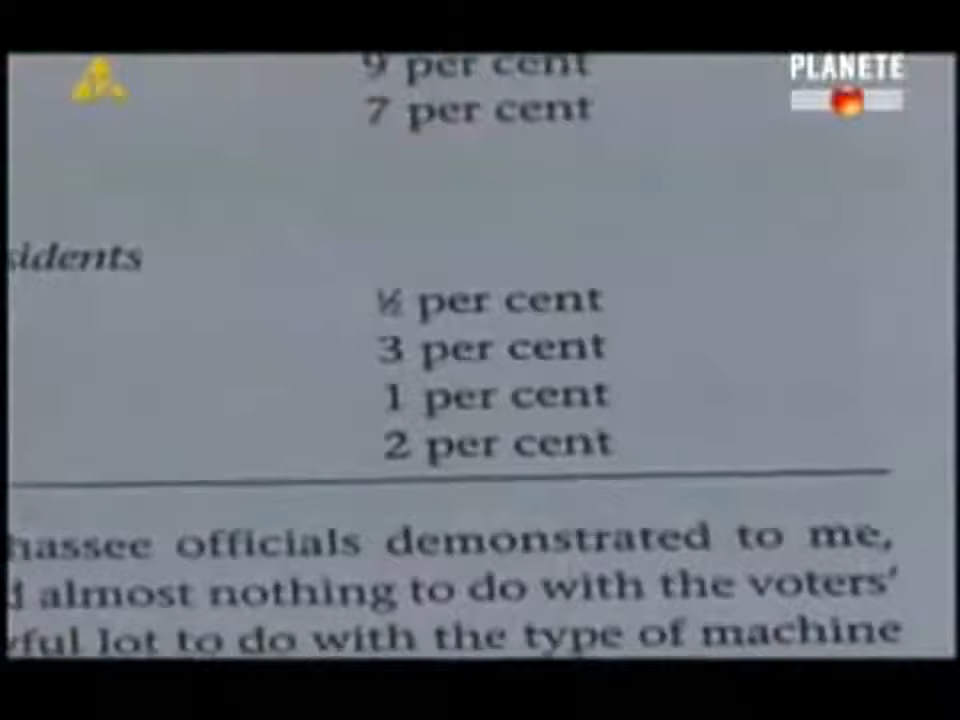 PLANETE
9 per cent
7 per cent
sidents
½ per cent
3 per cent
1 per cent
2 per cent
hassee officials demonstrated to me,
d almost nothing to do with the voters'
ful lot to do with the type of machine